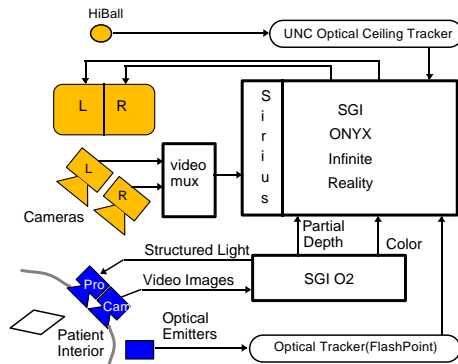 HiBall
UNC Optical Ceiling Tracker
L R
S
i
r
i
u
s
SGI
ONYX
Infinite
Reality
L
R
video
mux
Cameras
Partial
Depth
Color
Structured Light
Video Images
SGI O2
Pro
Cam
Patient
Interior
Optical
Emitters
Optical Tracker(FlashPoint)